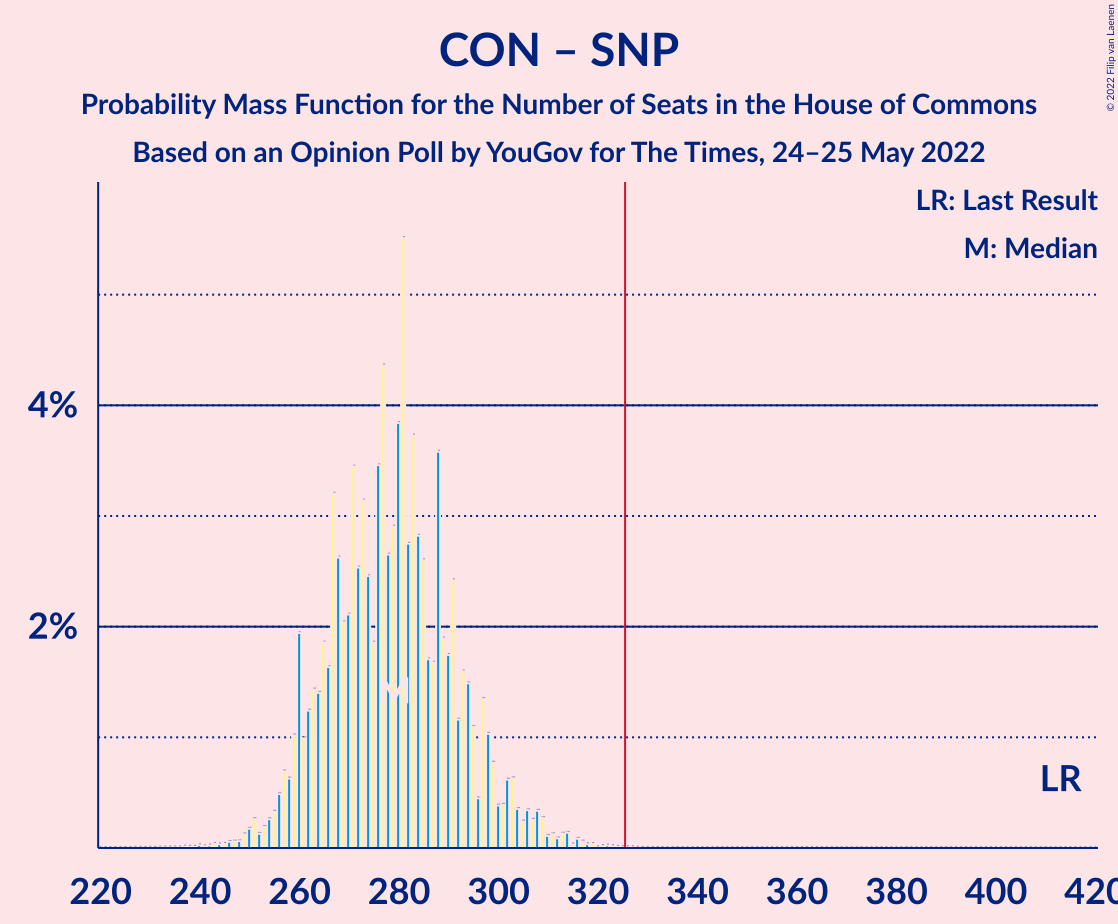 CON – SNP
Probability Mass Function for the Number of Seats in the House of Commons
Based on an Opinion Poll by YouGov for The Times, 24–25 May 2022
© 2022 Filip van Laenen
LR: Last Result
M: Median
4%
2%
M
LR
220 240 260 280 300 320 340 360 380 400 420